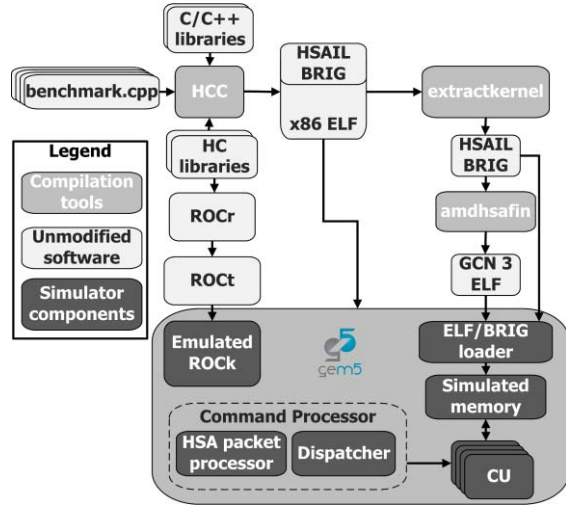 C/C++
libraries
benchmark.cpp
HCC
HSAIL
BRIG
x86 ELF
extractkernel
HC
libraries
HSAIL
BRIG
Legend
Compilation
tools
Unmodified
software
Simulator
components
ROCr
amdhsafin
ROCt
GCN 3
ELF
Emulated
ROCk
gem5
ELF/BRIG
loader
Simulated
memory
Command Processor
HSA packet
processor
Dispatcher
CU